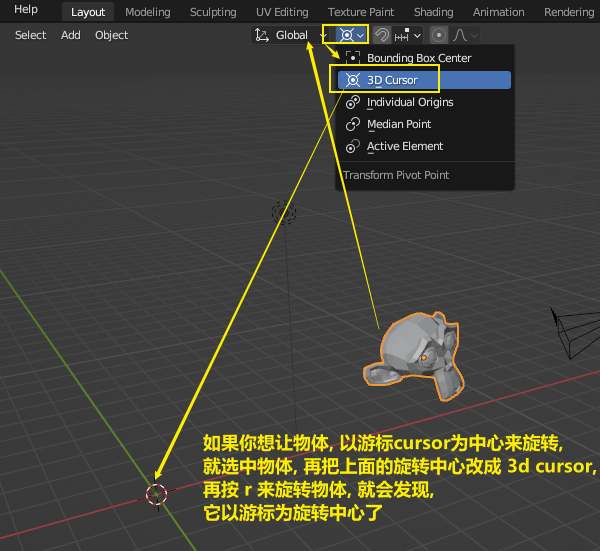 Help Layout Modeling Sculpting UV Editing Texture Paint Shading Animation Rendering
Select Add Object Global
Bounding Box Center
3D Cursor
Individual Origins
Median Point
Active Element
Transform Pivot Point
如果你想让物体, 以游标cursor为中心来旋转,
就选中物体, 再把上面的旋转中心改成 3d cursor,
再按 r 来旋转物体, 就会发现,
它以游标为旋转中心了